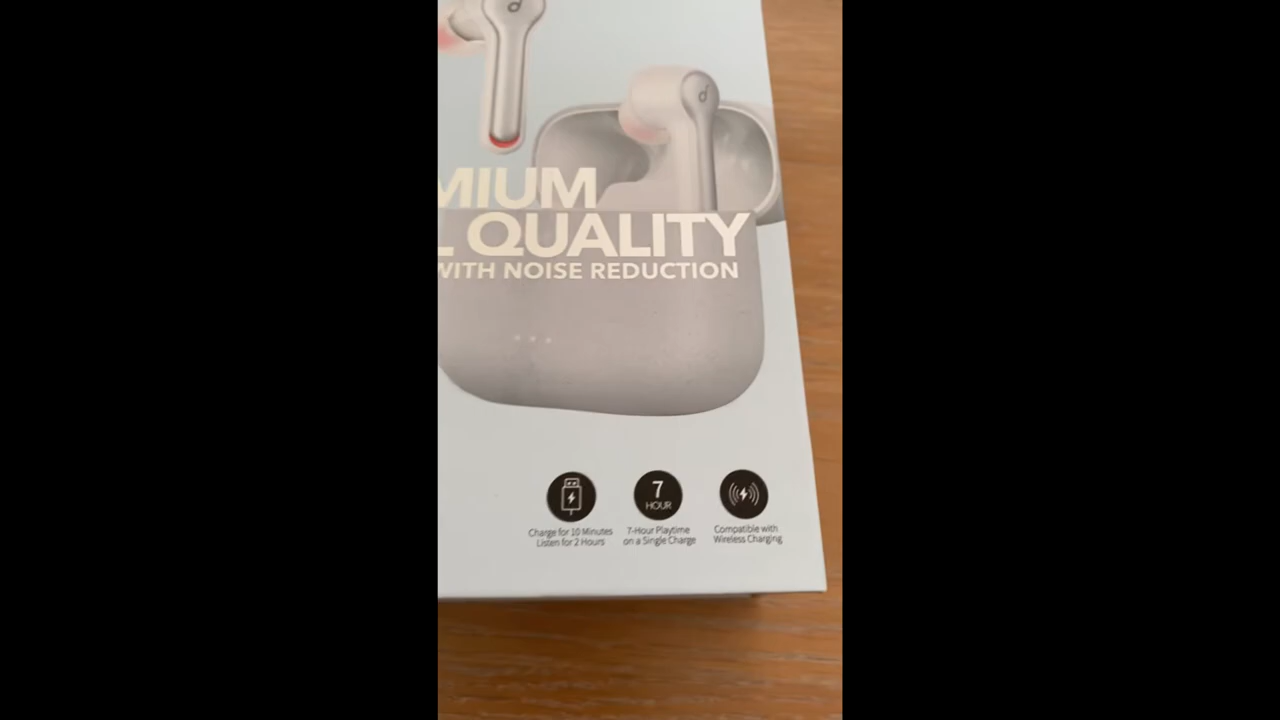 MIUM
L QUALITY
WITH NOISE REDUCTION
7
HOUR
Charge for 10 Minutes
Listen for 2 Hours
7-Hour Playtime
on a Single Charge
Compatible with
Wireless Charging